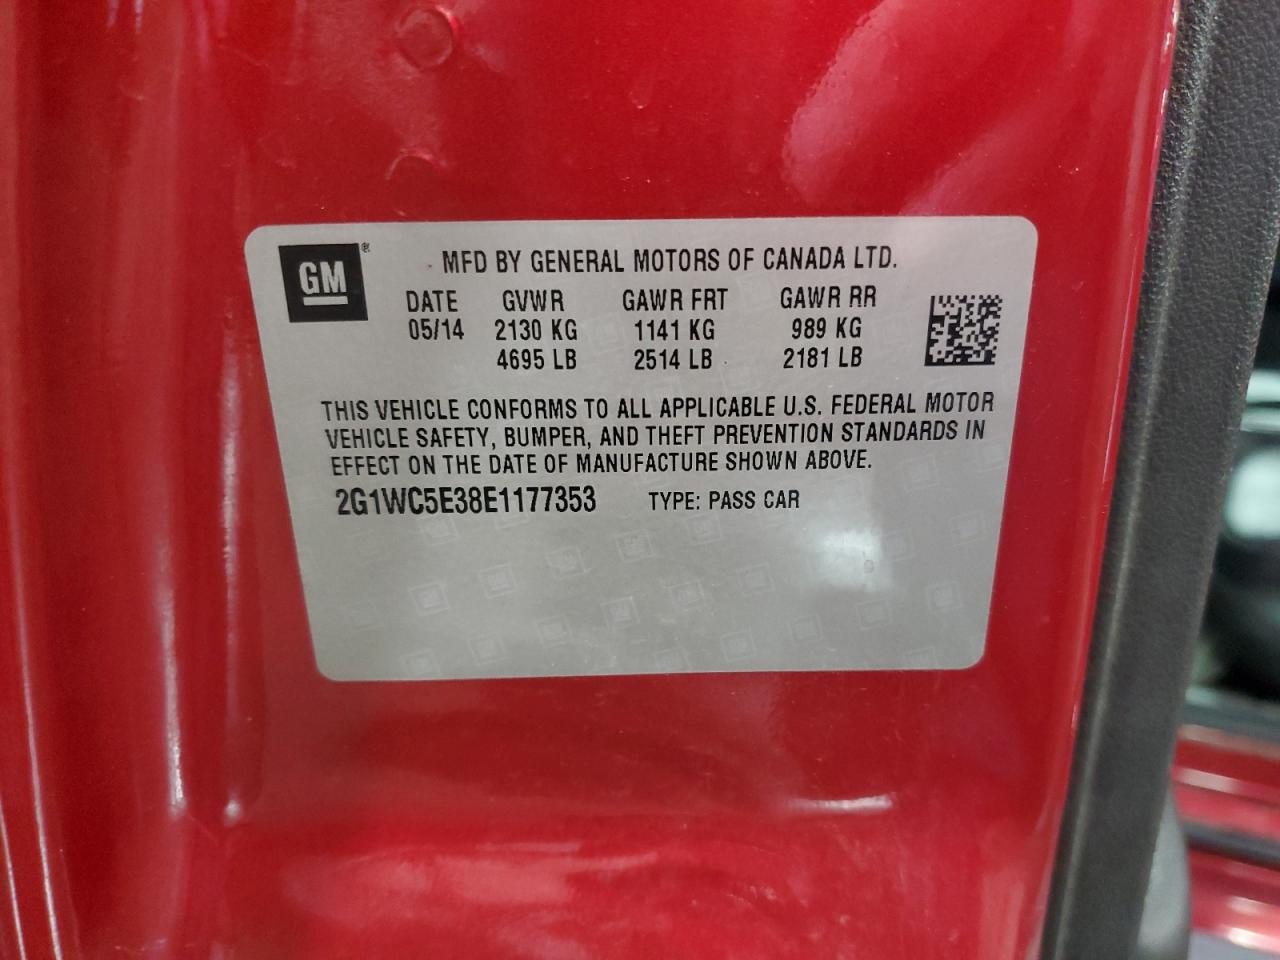 GM®
MFD BY GENERAL MOTORS OF CANADA LTD.
DATE GVWR GAWR FRT GAWR RR
05/14 2130 KG 1141 KG 989 KG
4695 LB 2514 LB 2181 LB
THIS VEHICLE CONFORMS TO ALL APPLICABLE U.S. FEDERAL MOTOR
VEHICLE SAFETY, BUMPER, AND THEFT PREVENTION STANDARDS IN
EFFECT ON THE DATE OF MANUFACTURE SHOWN ABOVE.
2G1WC5E38E1177353 TYPE: PASS CAR